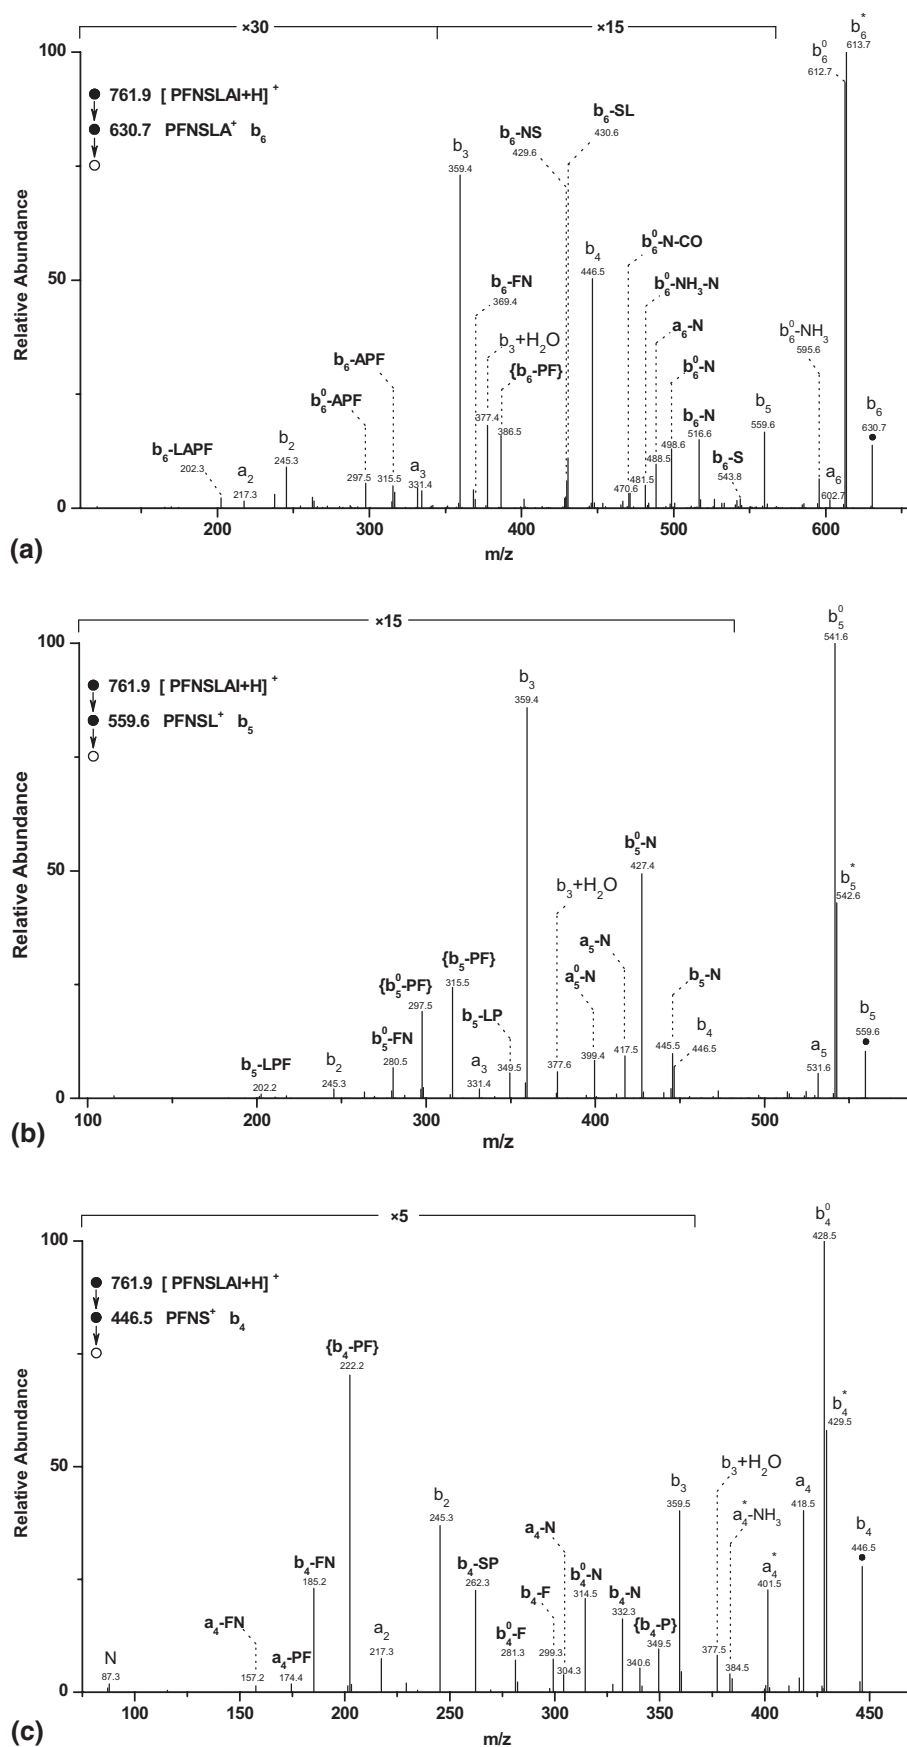 ×30 ×15
100
50
0
Relative Abundance
761.9 [PFNSLAI+H]⁺
630.7 PFNSLA⁺ b₆
b₆-LAPF
202.3
a₂
217.3
b₂
245.3
b₆⁰-APF
297.5
b₆-APF
315.5
a₃
331.4
b₃
359.4
b₆-FN
369.4
b₃+H₂O
377.4
{b₆-PF}
386.5
b₆-NS
429.6
b₆-SL
430.6
b₄
446.5
b₆⁰-N-CO
470.6
b₆⁰-NH₃-N
481.5
a₆-N
488.5
b₆⁰-N
498.6
b₆-N
516.6
b₆-S
543.8
b₅
559.6
b₆⁰-NH₃
595.6
a₆
602.7
b₆⁰
612.7
b₆*
613.7
b₆
630.7
200 300 400 500 600
m/z
(a)
×15
100
50
0
Relative Abundance
761.9 [PFNSLAI+H]⁺
559.6 PFNSL⁺ b₅
b₅-LPF
202.2
b₂
245.3
b₅⁰-FN
280.5
{b₅⁰-PF}
297.5
{b₅-PF}
315.5
a₃
331.4
b₅-LP
349.5
b₃
359.4
b₃+H₂O
377.6
a₅⁰-N
399.4
a₅-N
417.5
b₅⁰-N
427.4
b₅-N
445.5
b₄
446.5
a₅
531.6
b₅⁰
541.6
b₅*
542.6
b₅
559.6
100 200 300 400 500
m/z
(b)
×5
100
50
0
Relative Abundance
761.9 [PFNSLAI+H]⁺
446.5 PFNS⁺ b₄
N
87.3
a₄-FN
157.2
a₄-PF
174.4
b₄-FN
185.2
{b₄-PF}
222.2
a₂
217.3
b₂
245.3
b₄-SP
262.3
b₄⁰-F
281.3
b₄-F
299.3
a₄-N
304.3
b₄⁰-N
314.5
b₄-N
332.3
340.6
{b₄-P}
349.5
b₃
359.5
b₃+H₂O
377.5
a₄*-NH₃
384.5
a₄*
401.5
a₄
418.5
b₄⁰
428.5
b₄*
429.5
b₄
446.5
100 150 200 250 300 350 400 450
m/z
(c)